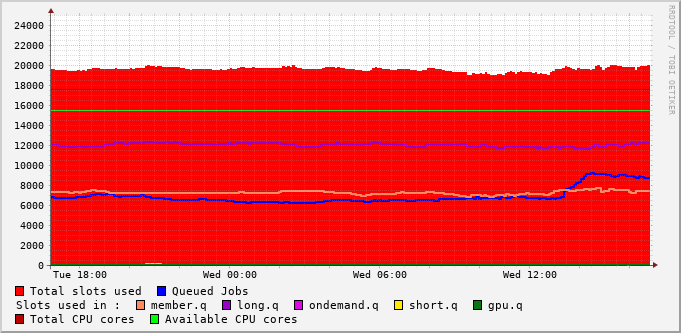 24000
22000
20000
18000
16000
14000
12000
10000
8000
6000
4000
2000
0
Tue 18:00 Wed 00:00 Wed 06:00 Wed 12:00
Total slots used Queued Jobs
Slots used in : member.q long.q ondemand.q short.q gpu.q
Total CPU cores Available CPU cores
RRDTOOL / TOBI OETIKER